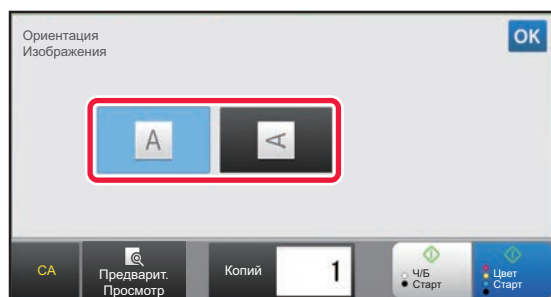 Ориентация
Изображения
OK
A
A
CA
Предварит.
Просмотр
Копий
1
Ч/Б
Старт
Цвет
Старт